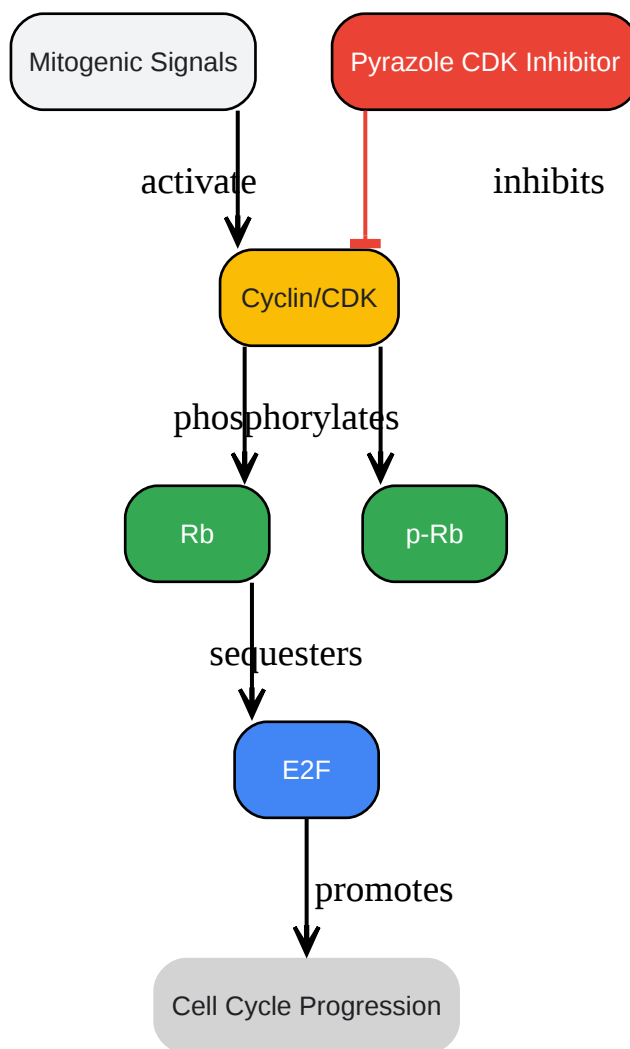 Mitogenic Signals
Pyrazole CDK Inhibitor
activate
inhibits
Cyclin/CDK
phosphorylates
Rb
p-Rb
sequesters
E2F
promotes
Cell Cycle Progression